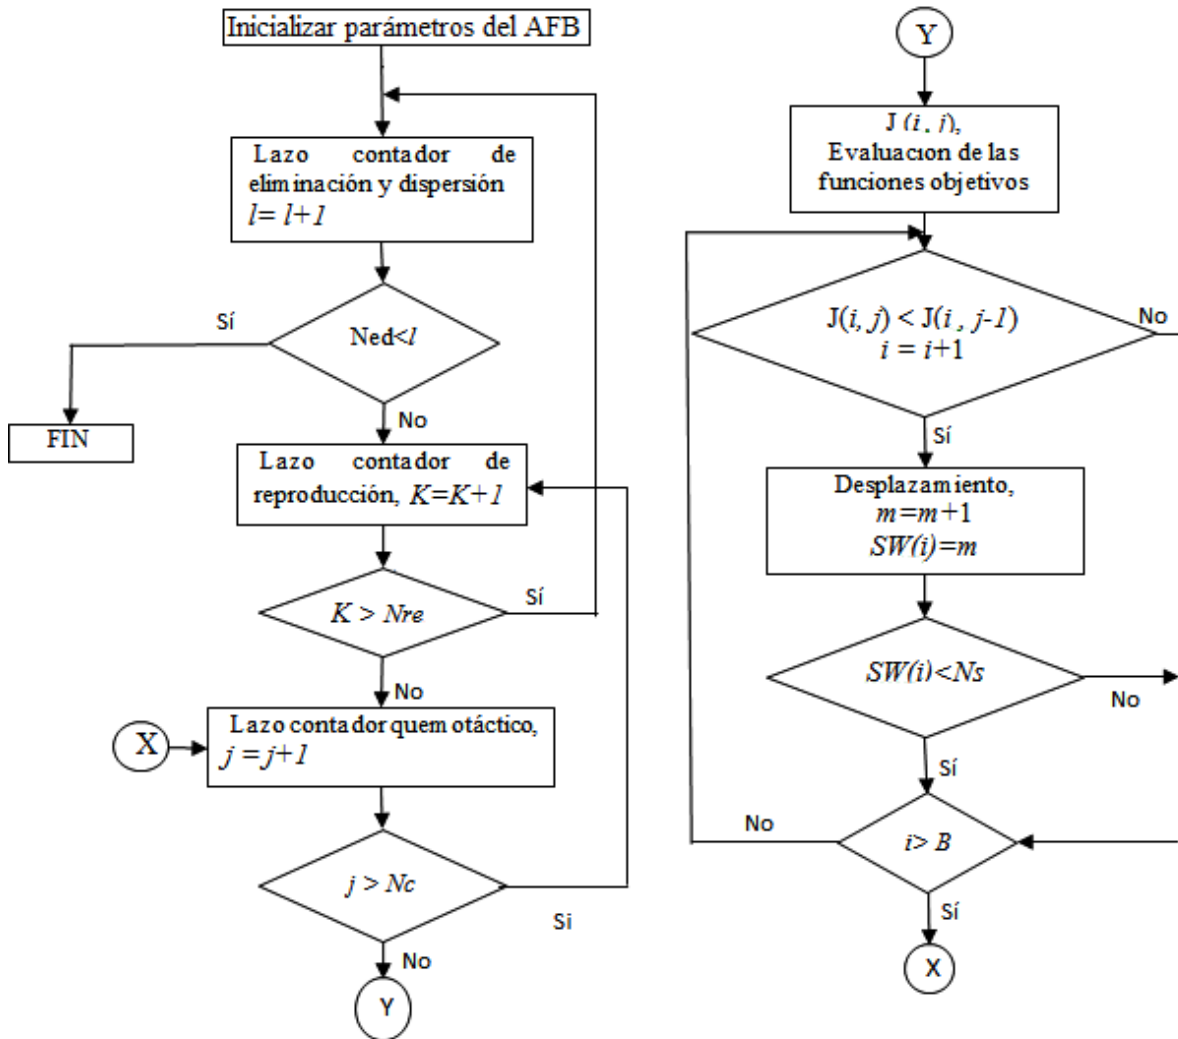 Inicializar parámetros del AFB
Lazo contador de
eliminación y dispersión
l= l+1
Sí
Ned<l
FIN
No
Lazo contador de
reproducción, K=K+1
K > Nre
Sí
No
X
Lazo contador quemotáctico,
j = j+1
j > Nc
Si
No
Y
Y
J (i, j),
Evaluacion de las
funciones objetivos
J(i, j) < J(i , j-1)
i = i+1
No
Sí
Desplazamiento,
m=m+1
SW(i)=m
SW(i)<Ns
No
Sí
No
i> B
Sí
X